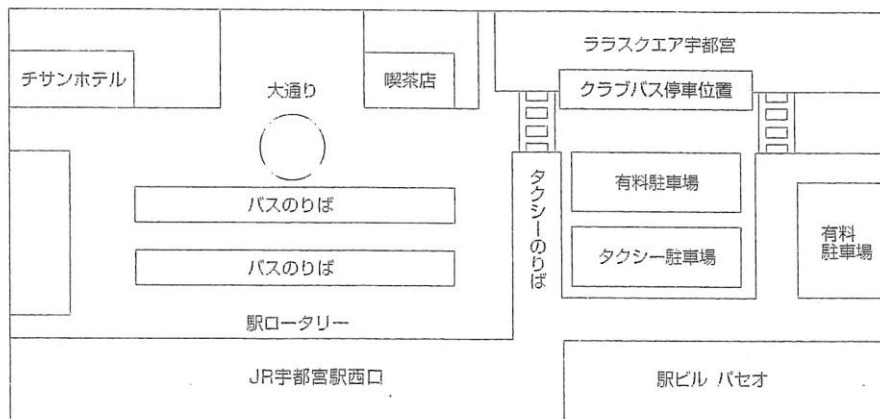 ララスクエア宇都宮
チサンホテル
喫茶店
大通り
クラブバス停車位置
バスのりば
バスのりば
タクシーのりば
有料駐車場
タクシー駐車場
有料
駐車場
駅ロータリー
JR宇都宮駅西口
駅ビル パセオ